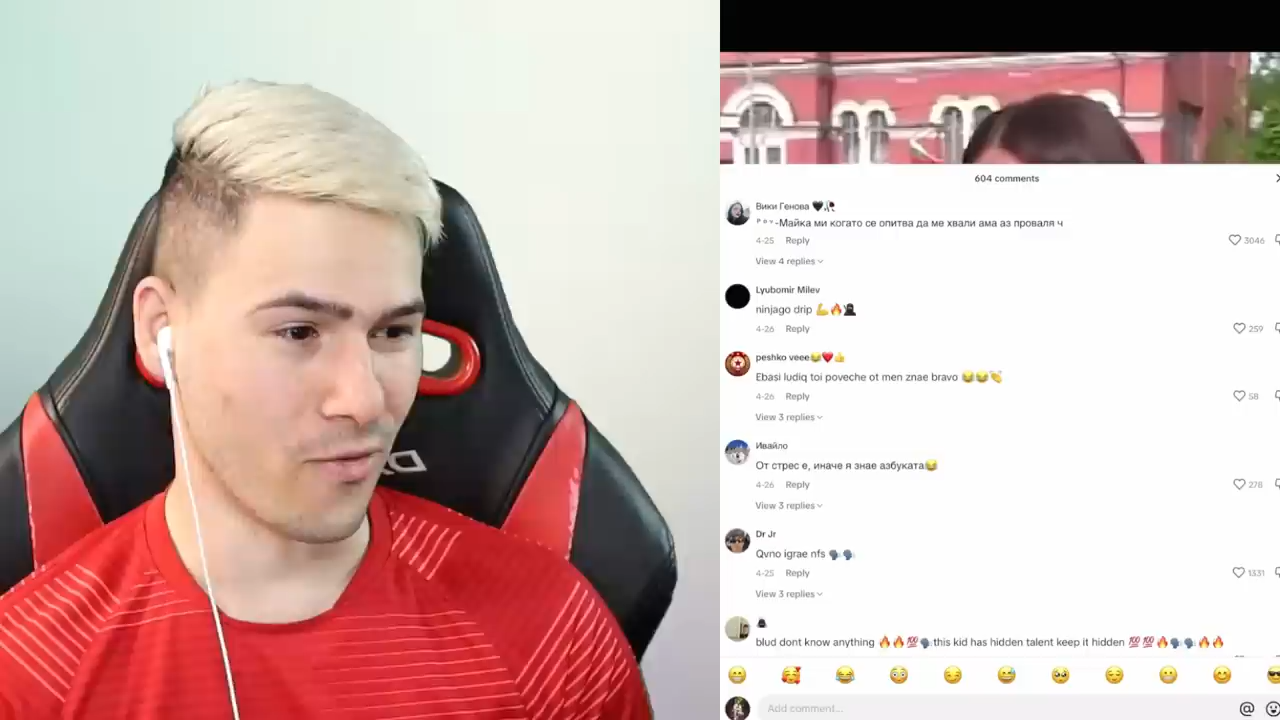 604 comments
Вики Генова 🖤🥀
ᴾᵒᵛ-Майка ми когато се опитва да ме хвали ама аз проваля ч
4-25 Reply
3046
View 4 replies
Lyubomir Milev
ninjago drip 💪🔥🥷
4-26 Reply
259
peshko veee😂❤️👍
Ebasi ludiq toi poveche ot men znae bravo 😂😂👏
4-26 Reply
58
View 3 replies
Ивайло
От стрес е, иначе я знае азбуката😂
4-26 Reply
278
View 3 replies
Dr Jr
Qvno igrae nfs 🗣️🗣️
4-25 Reply
1331
View 3 replies
blud dont know anything 🔥🔥💯🗣️this kid has hidden talent keep it hidden 💯💯🔥🗣️🗣️🔥🔥
Add comment...
@